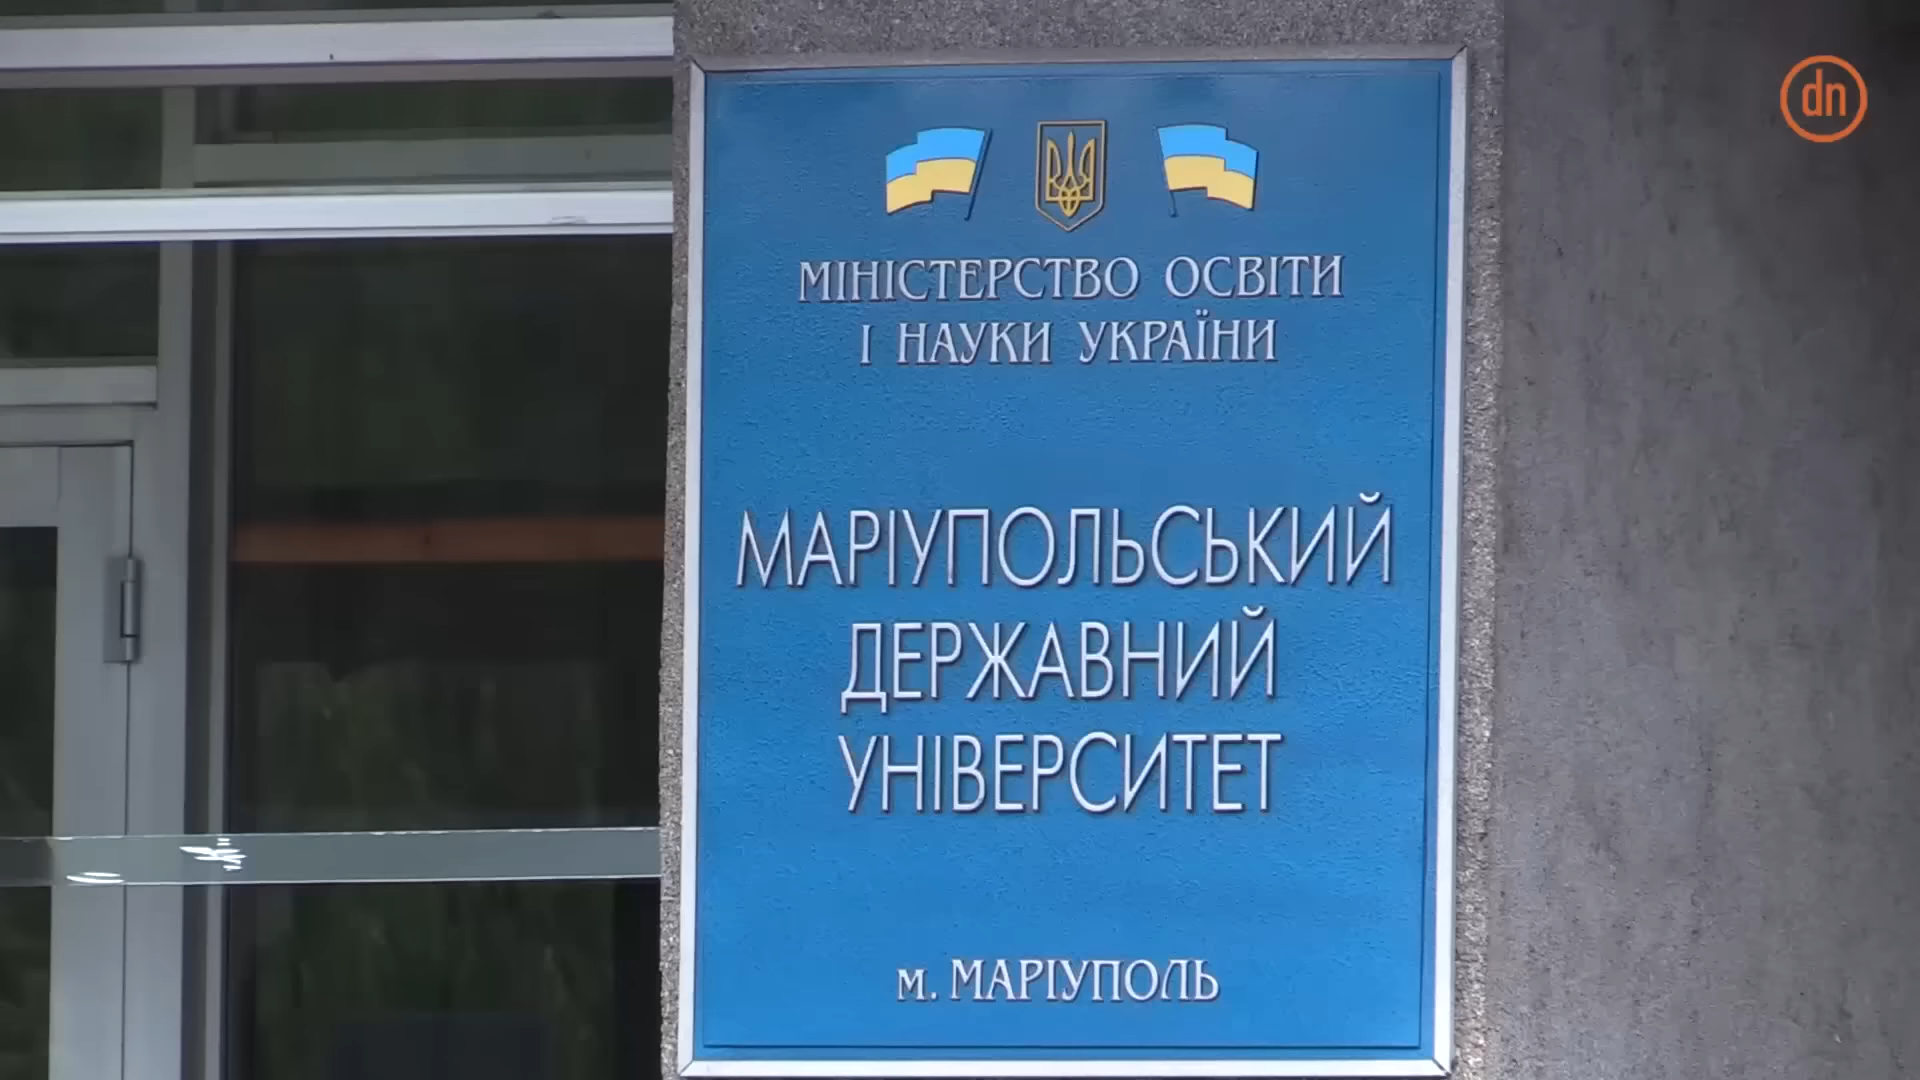 dn
МІНІСТЕРСТВО ОСВІТИ
І НАУКИ УКРАЇНИ
МАРІУПОЛЬСЬКИЙ
ДЕРЖАВНИЙ
УНІВЕРСИТЕТ
м. МАРІУПОЛЬ